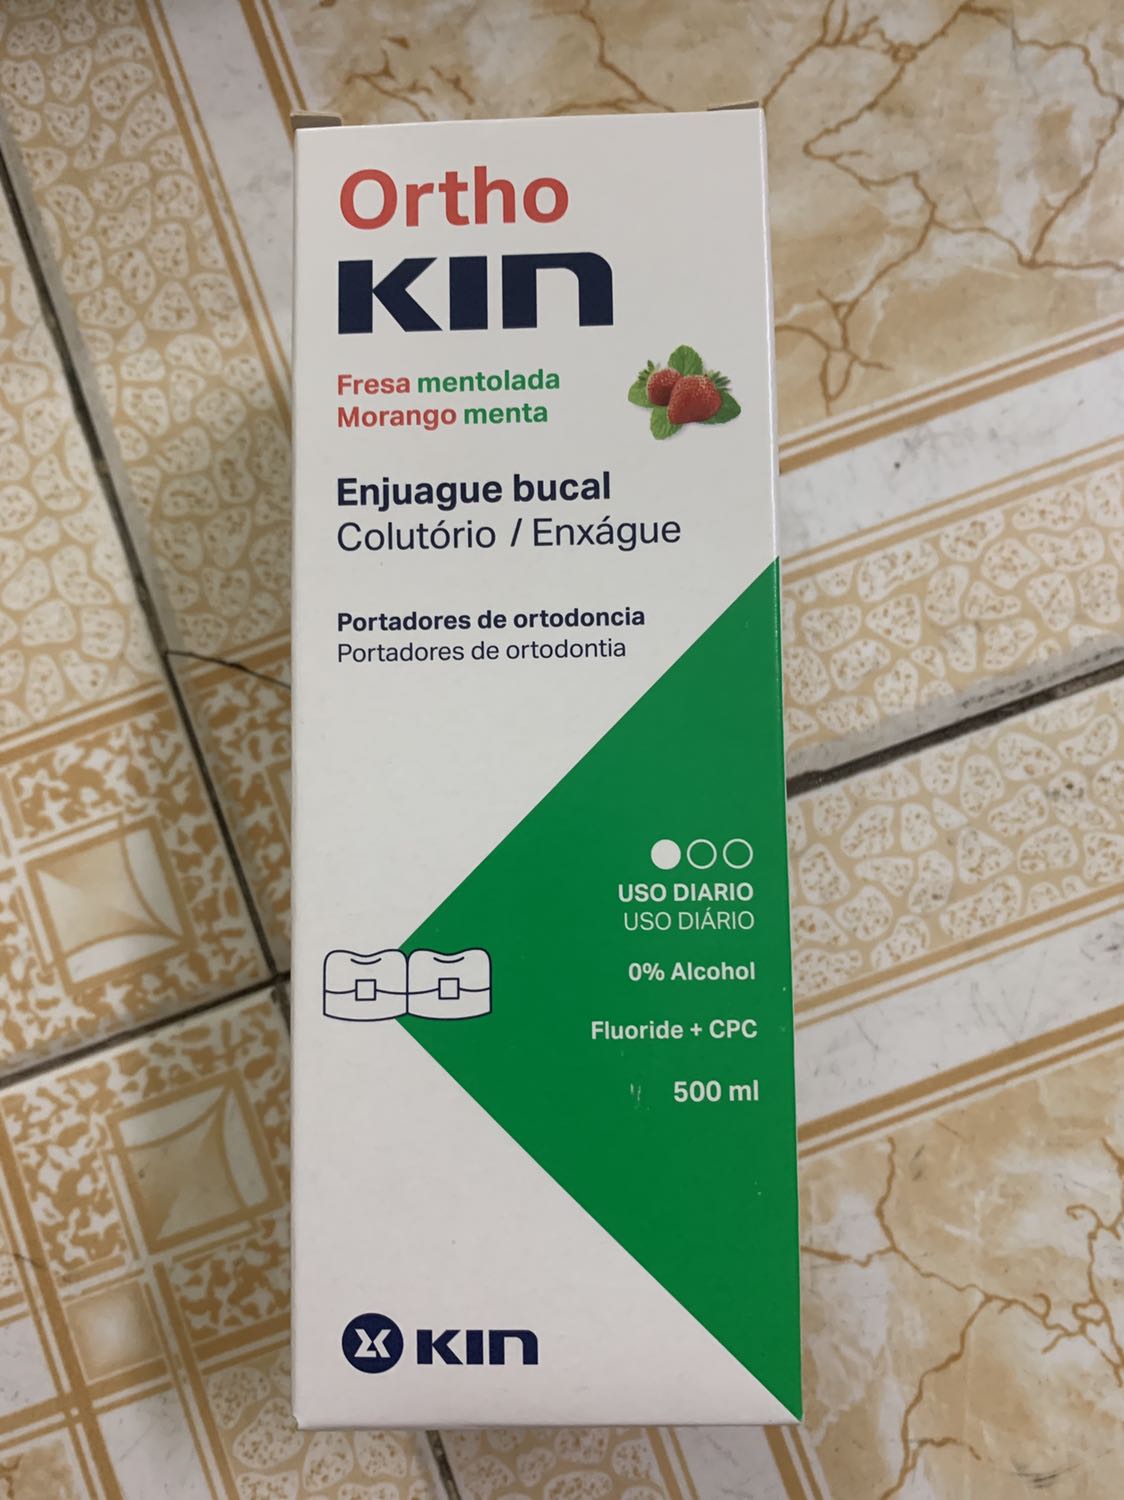 Ortho
KIN
Fresa mentolada
Morango menta
Enjuague bucal
Colutório / Enxágue
Portadores de ortodoncia
Portadores de ortodontia
USO DIARIO
USO DIÁRIO
0% Alcohol
Fluoride + CPC
500 ml
KIN